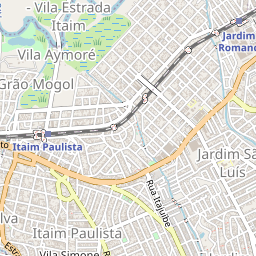 Vila Estrada
Itaim
Vila Aymoré
Jardim
Romano
Grão Mogol
Itaim Paulista
Jardim São
Luís
Rua Itajuibe
Itaim Paulista
Vila Simone